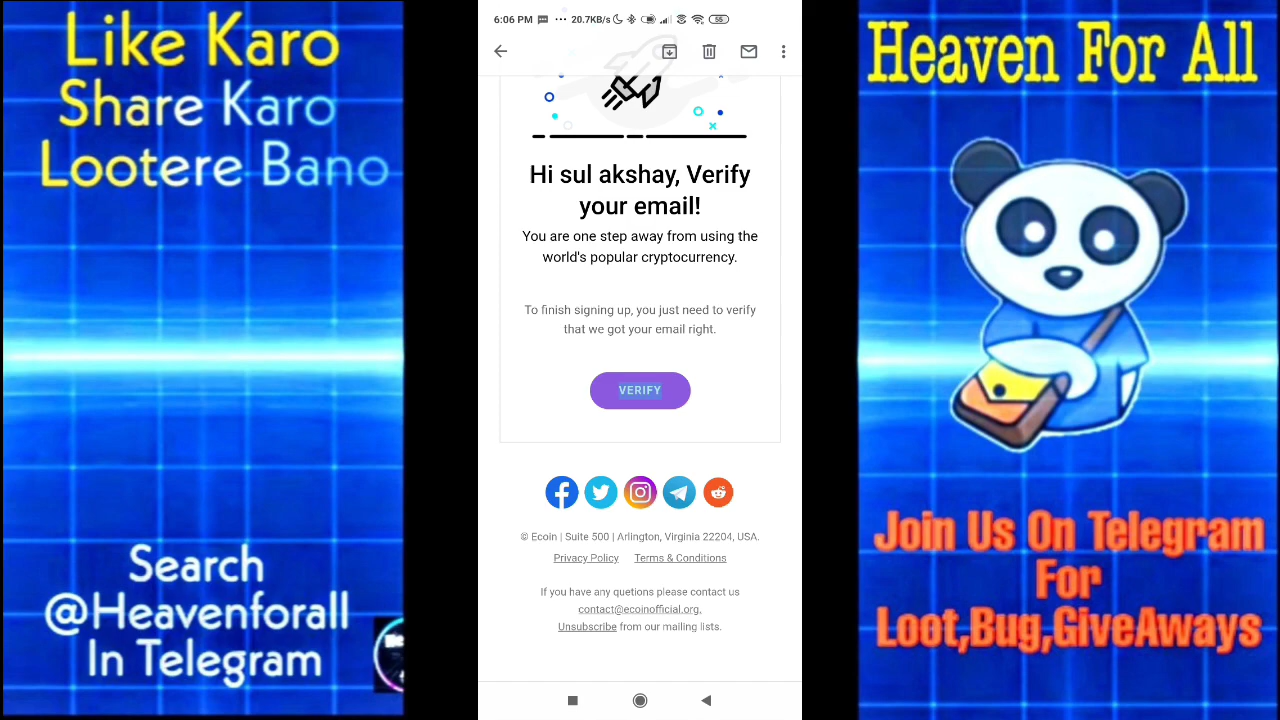 Like Karo
Share Karo
Lootere Bano
Search
@Heavenforall
In Telegram
6:06 PM
20.7KB/s
55
Hi sul akshay, Verify
your email!
You are one step away from using the
world's popular cryptocurrency.
To finish signing up, you just need to verify
that we got your email right.
VERIFY
© Ecoin | Suite 500 | Arlington, Virginia 22204, USA.
Privacy Policy Terms & Conditions
If you have any quetions please contact us
contact@ecoinofficial.org.
Unsubscribe from our mailing lists.
Heaven For All
Join Us On Telegram
For
Loot,Bug,GiveAways